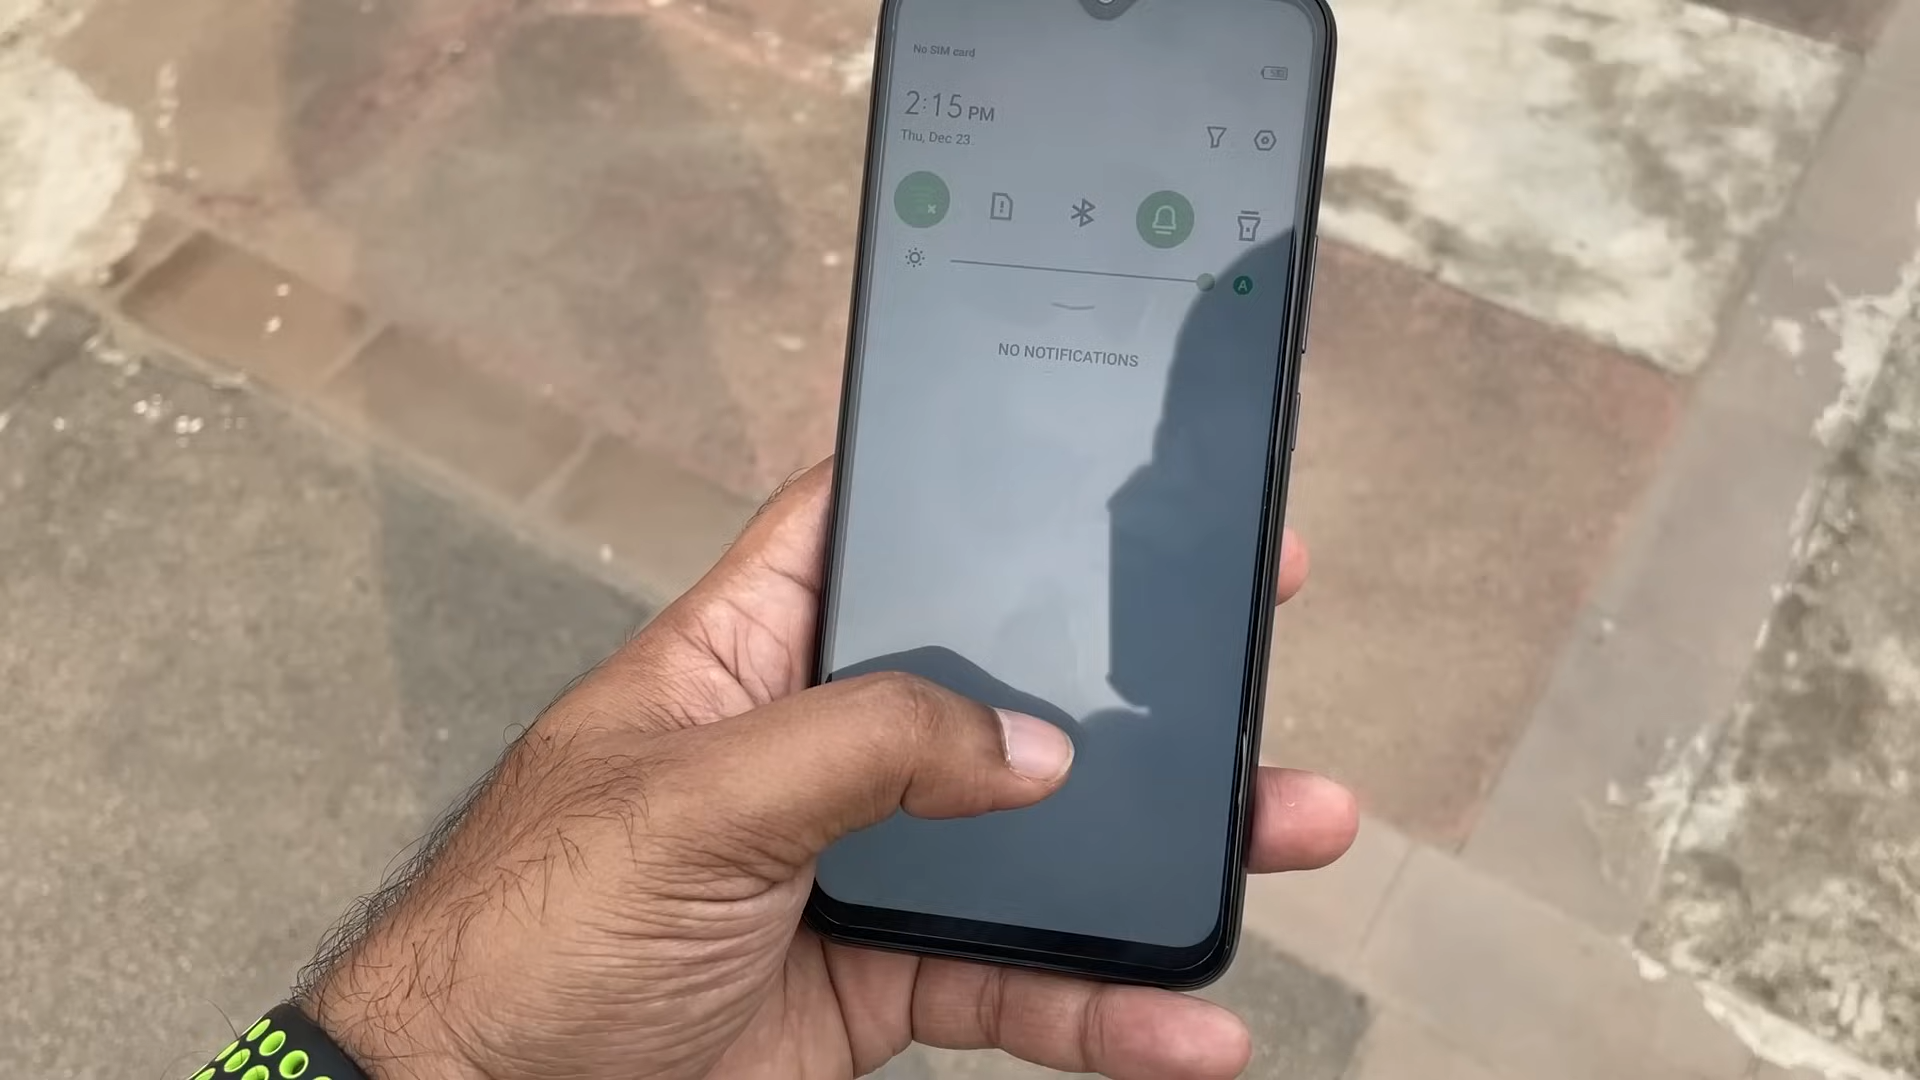 No SIM card
2:15 PM
Thu, Dec 23
A
NO NOTIFICATIONS